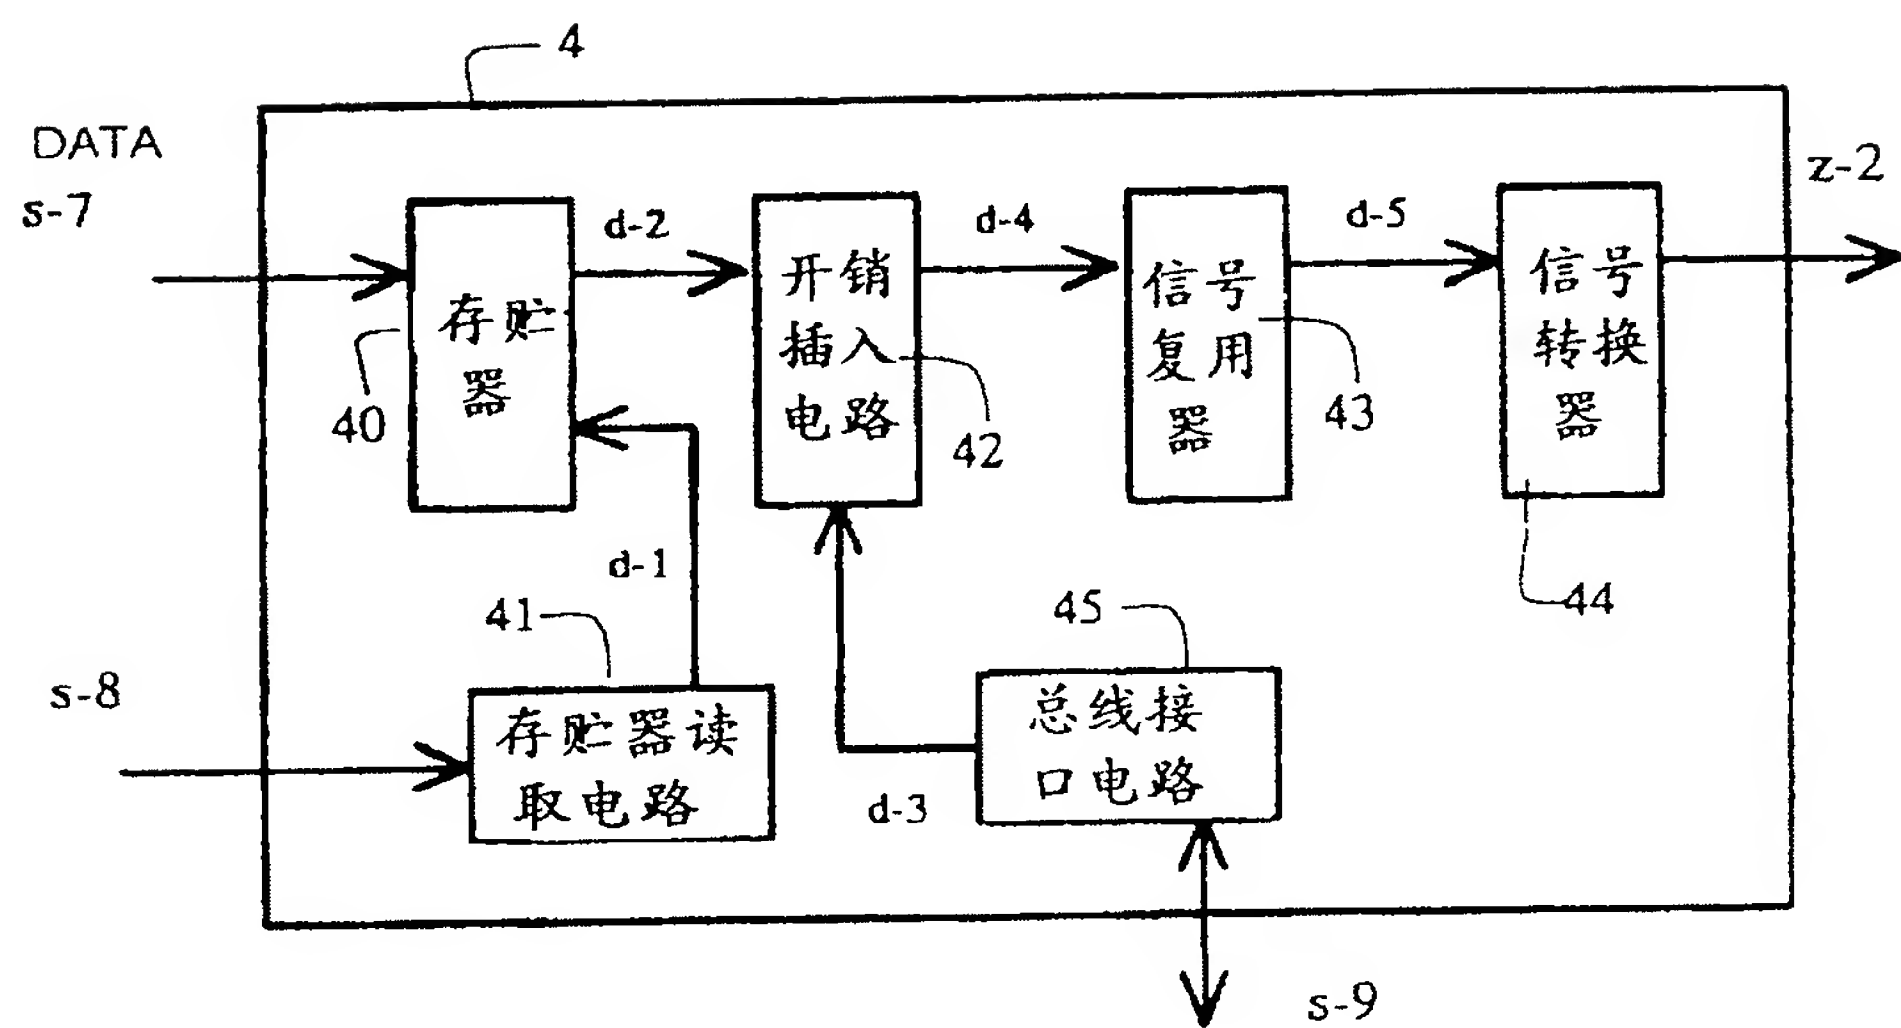 4
DATA
s-7
z-2
d-2
d-4
d-5
存贮
器
40
开销
插入
电路
42
信号
复用
器
43
信号
转换
器
44
d-1
41
s-8
存贮器读
取电路
45
总线接
口电路
d-3
s-9